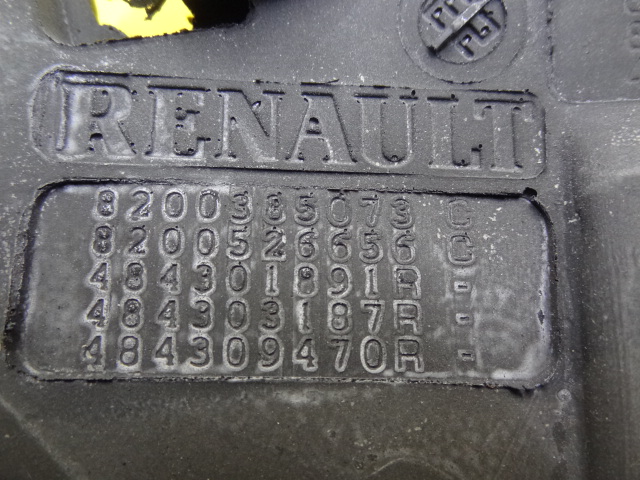 RENAULT
8200385073 C
8200526656 C
484301891R -
484303187R -
484309470R -